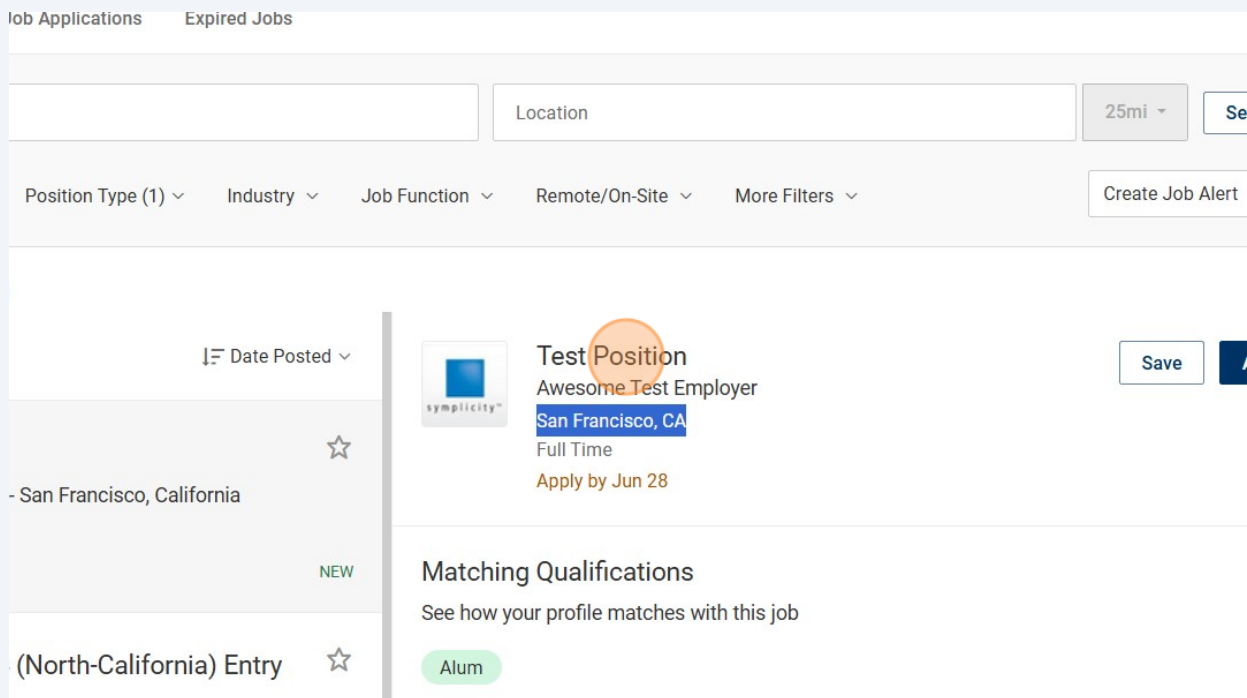 Job Applications Expired Jobs
Location 25mi Se
Position Type (1) Industry Job Function Remote/On-Site More Filters Create Job Alert
Date Posted
symplicity™
Test Position
Awesome Test Employer
San Francisco, CA
Full Time
Apply by Jun 28
Save
- San Francisco, California
NEW
(North-California) Entry
Matching Qualifications
See how your profile matches with this job
Alum